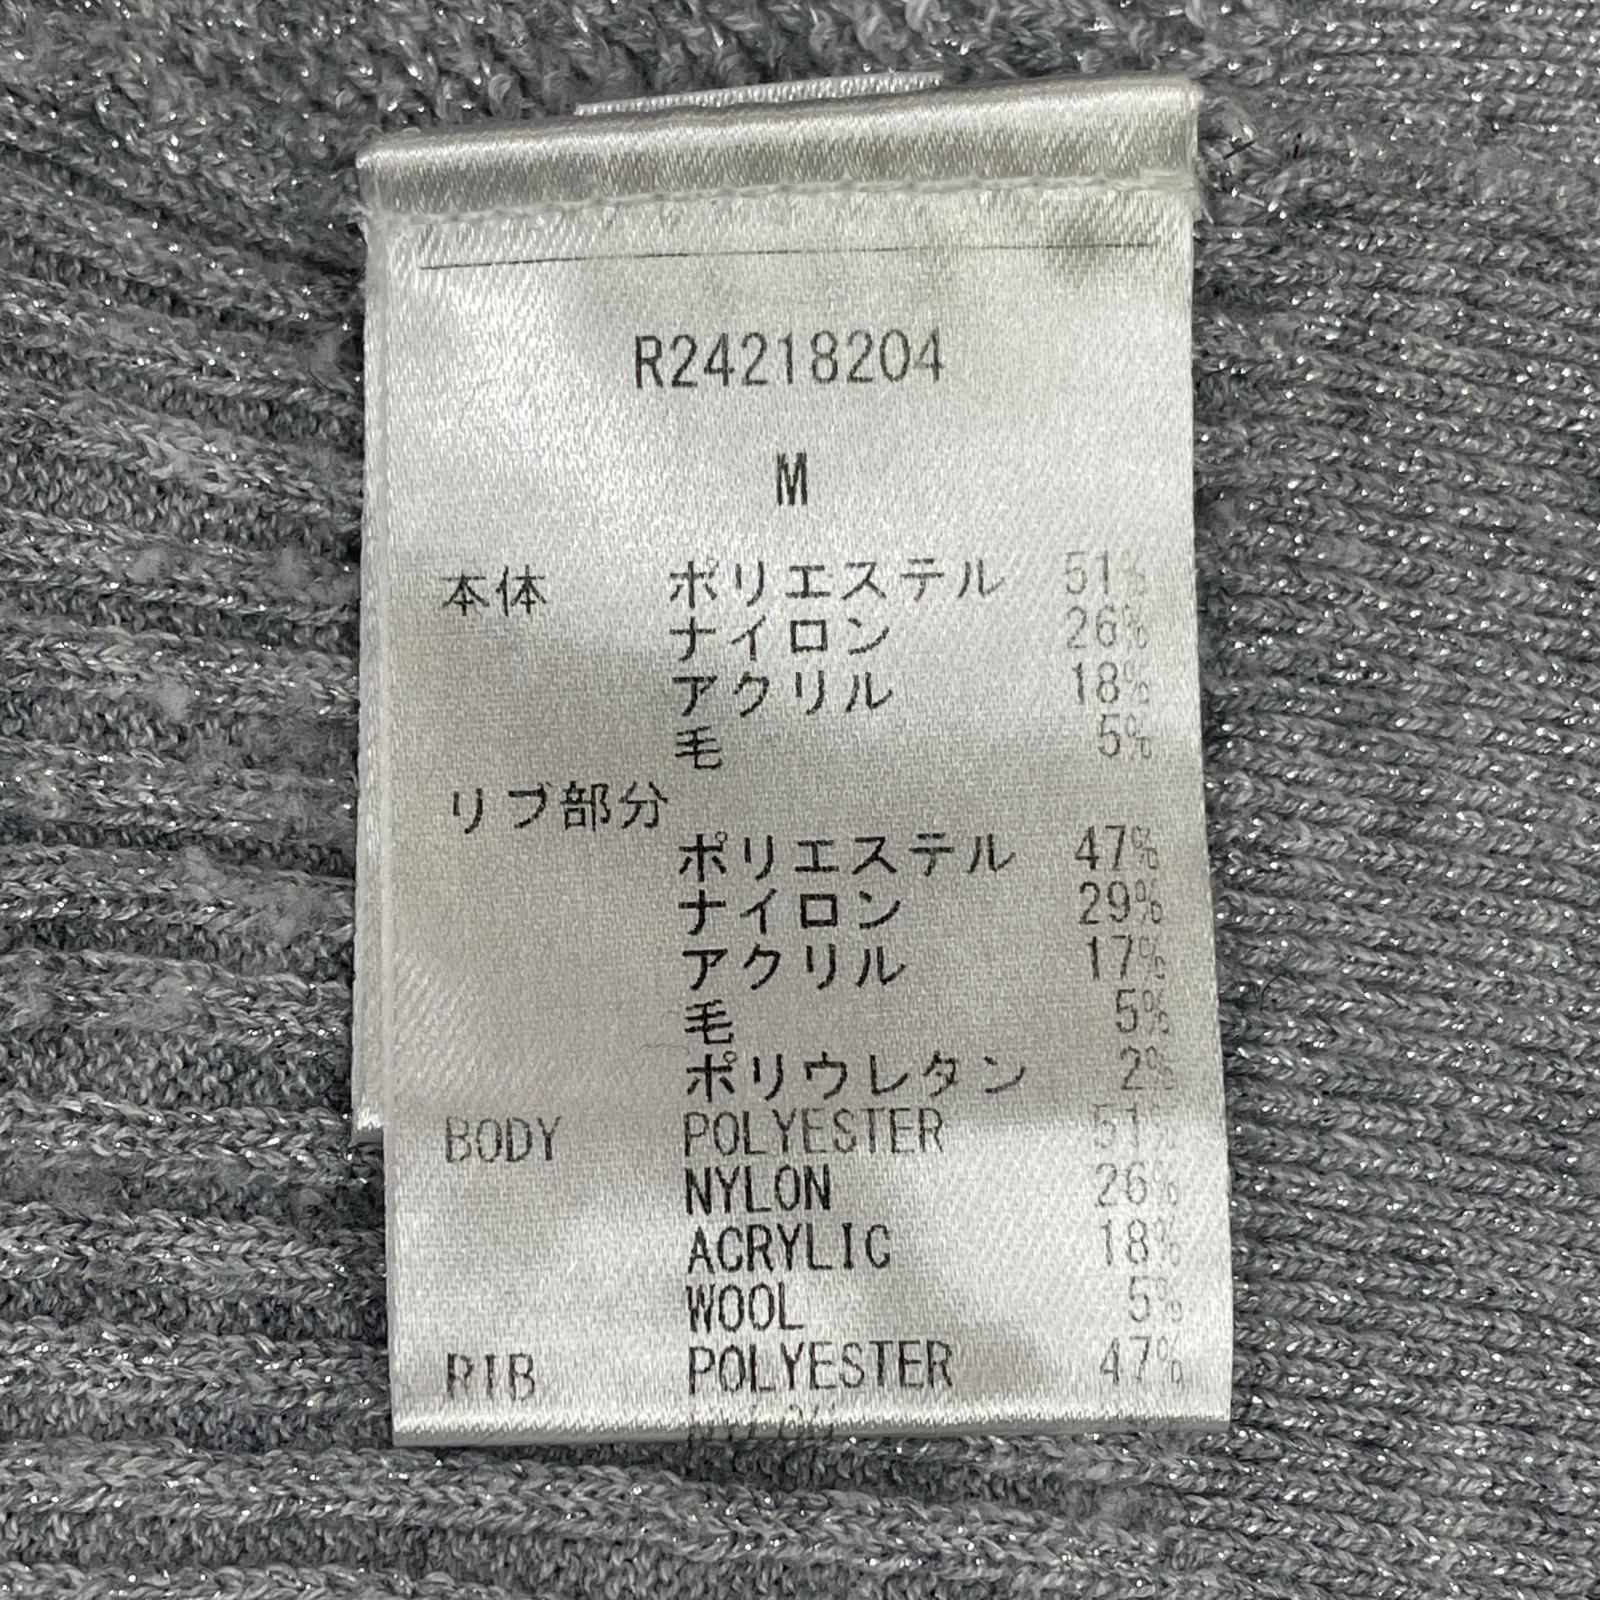 R24218204
M
本体 ポリエステル 51%
ナイロン 26%
アクリル 18%
毛 5%
リブ部分
ポリエステル 47%
ナイロン 29%
アクリル 17%
毛 5%
ポリウレタン 2%
BODY POLYESTER 51%
NYLON 26%
ACRYLIC 18%
WOOL 5%
RIB POLYESTER 47%